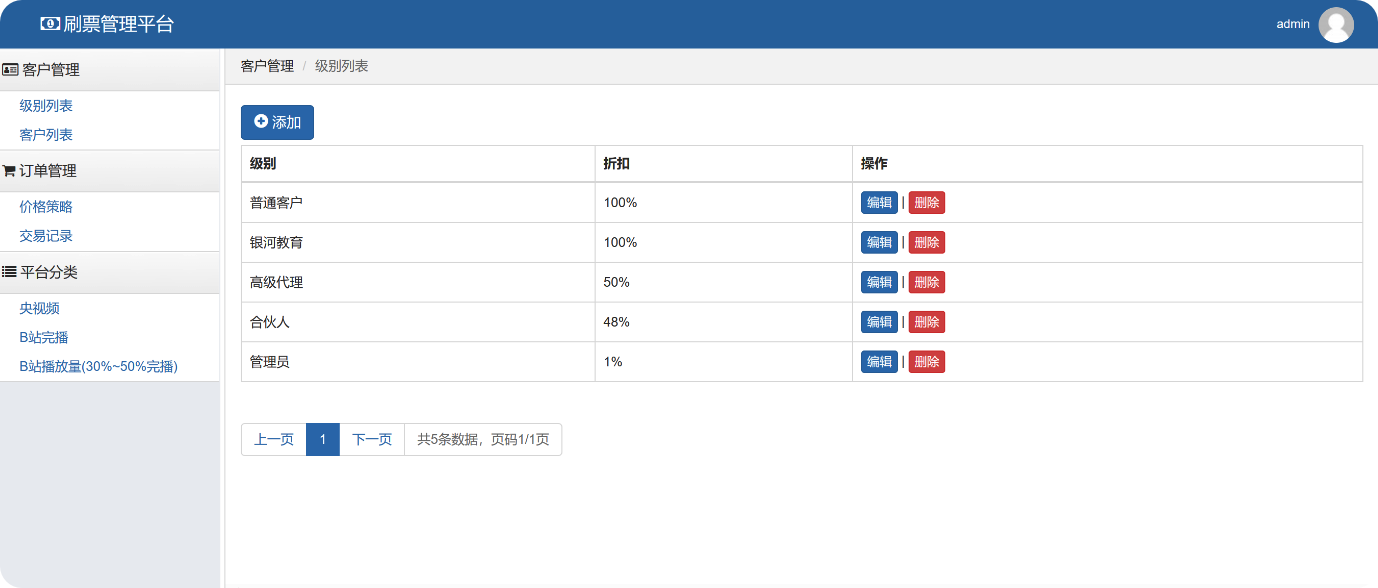 刷票管理平台
admin
客户管理
级别列表
客户列表
订单管理
价格策略
交易记录
平台分类
央视频
B站完播
B站播放量(30%~50%完播)
客户管理 / 级别列表
添加
级别 折扣 操作
普通客户 100% 编辑 | 删除
银河教育 100% 编辑 | 删除
高级代理 50% 编辑 | 删除
合伙人 48% 编辑 | 删除
管理员 1% 编辑 | 删除
上一页 1 下一页 共5条数据，页码1/1页